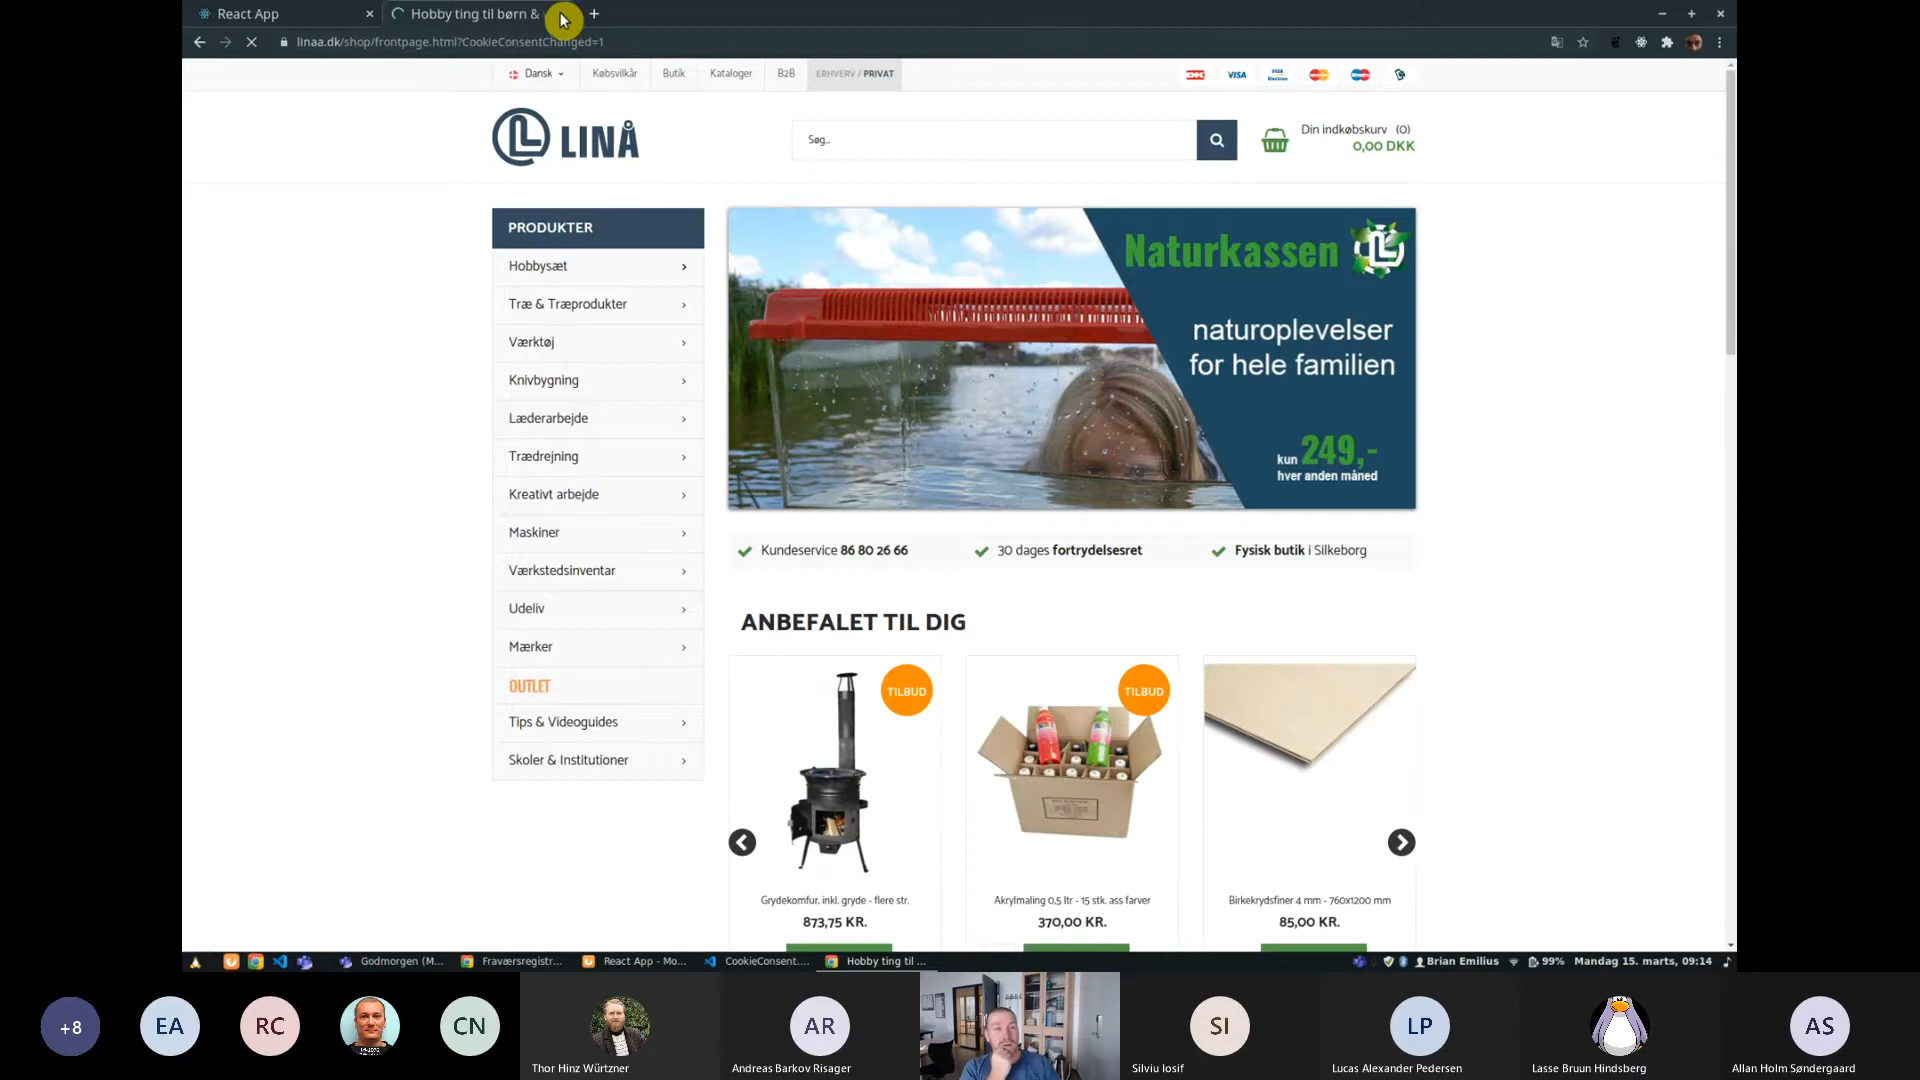 React App
Hobby ting til børn &
linaa.dk/shop/frontpage.html?CookieConsentChanged=1
Dansk
Købsvilkår
Butik
Kataloger
B2B
ERHVERV / PRIVAT
VISA
LINÅ
Søg..
Din indkøbskurv (0)
0,00 DKK
PRODUKTER
Hobbysæt
Træ & Træprodukter
Værktøj
Knivbygning
Læderarbejde
Trædrejning
Kreativt arbejde
Maskiner
Værkstedsinventar
Udeliv
Mærker
OUTLET
Tips & Videoguides
Skoler & Institutioner
Naturkassen
naturoplevelser
for hele familien
kun 249,-
hver anden måned
Kundeservice 86 80 26 66
30 dages fortrydelsesret
Fysisk butik i Silkeborg
ANBEFALET TIL DIG
TILBUD
TILBUD
Grydekomfur, inkl. gryde - flere str.
873,75 KR.
Akrylmaling 0,5 ltr - 15 stk. ass farver
370,00 KR.
Birkekrydsfiner 4 mm - 760x1200 mm
85,00 KR.
Godmorgen (M...
Fraværsregistr...
React App - Mo...
CookieConsent....
Hobby ting til ...
Brian Emilius
99%
Mandag 15. marts, 09:14
+8
EA
RC
CN
Thor Hinz Würtzner
AR
Andreas Barkov Risager
SI
Silviu Iosif
LP
Lucas Alexander Pedersen
Lasse Bruun Hindsberg
AS
Allan Holm Søndergaard